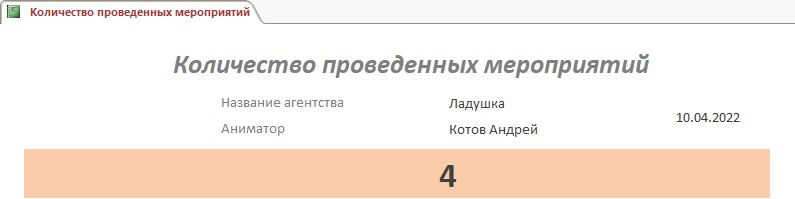 Количество проведенных мероприятий
Количество проведенных мероприятий
Название агентства Ладушка
10.04.2022
Аниматор Котов Андрей
4